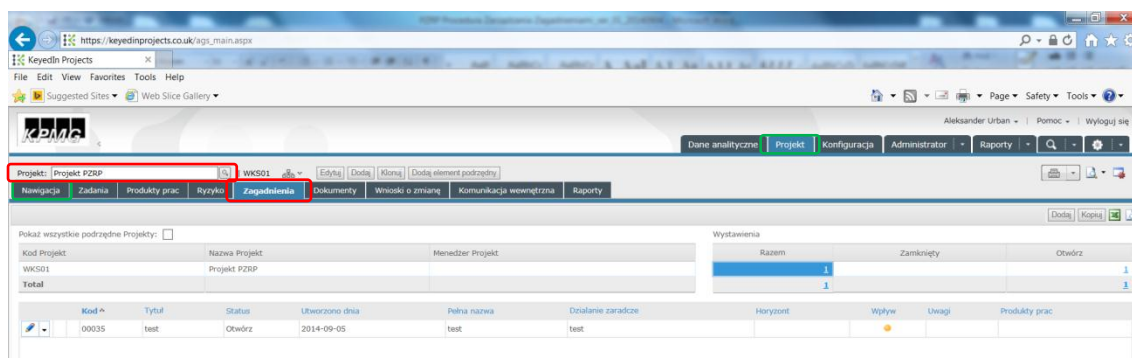 https://keyedinprojects.co.uk/ags_main.aspx
KeyedIn Projects
File Edit View Favorites Tools Help
Suggested Sites Web Slice Gallery
Page Safety Tools
Aleksander Urban | Pomoc | Wyloguj się
KPMG
Dane analityczne Projekt Konfiguracja Administrator Raporty
Projekt: Projekt PZRP WKS01 Edytuj Dodaj Klonuj Dodaj element podrzędny
Nawigacja Zadania Produkty prac Ryzyko Zagadnienia Dokumenty Wnioski o zmianę Komunikacja wewnętrzna Raporty
Dodaj Kopiuj
Pokaż wszystkie podrzędne Projekty: Wystawienia
Kod Projekt Nazwa Projekt Menedżer Projekt Razem Zamknięty Otwórz
WKS01 Projekt PZRP 1 1
Total 1 1
Kod Tytuł Status Utworzono dnia Pełna nazwa Działanie zaradcze Horyzont Wpływ Uwagi Produkty prac
00035 test Otwórz 2014-09-05 test test